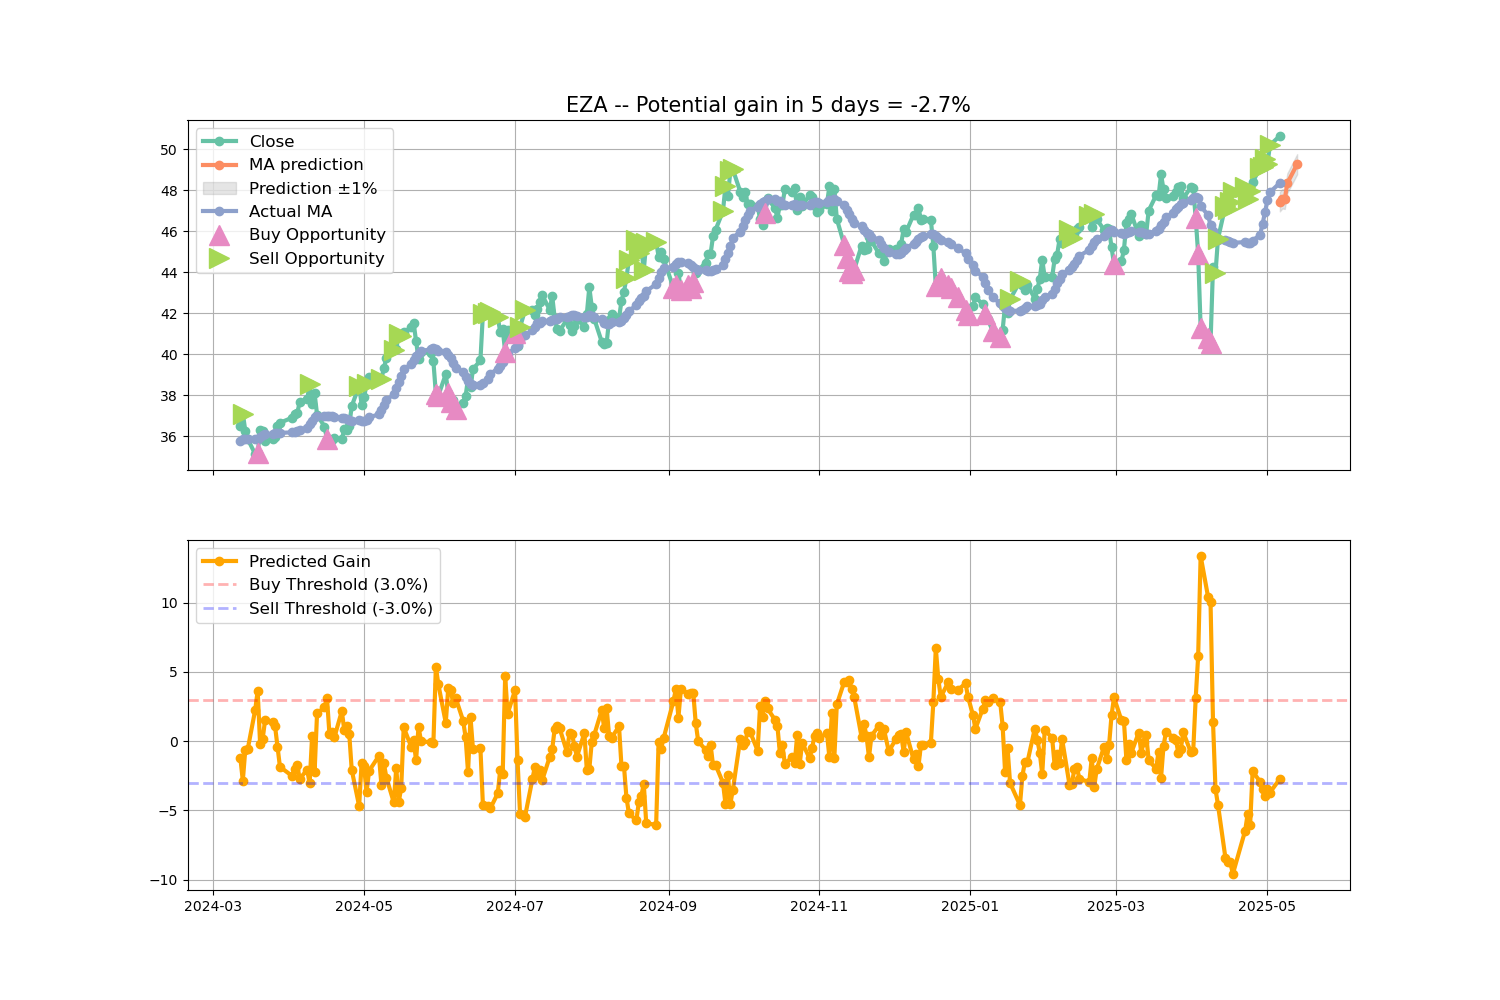 EZA -- Potential gain in 5 days = -2.7%
Close
MA prediction
Prediction ±1%
Actual MA
Buy Opportunity
Sell Opportunity
50
48
46
44
42
40
38
36
Predicted Gain
Buy Threshold (3.0%)
Sell Threshold (-3.0%)
10
5
0
−5
−10
2024-03
2024-05
2024-07
2024-09
2024-11
2025-01
2025-03
2025-05